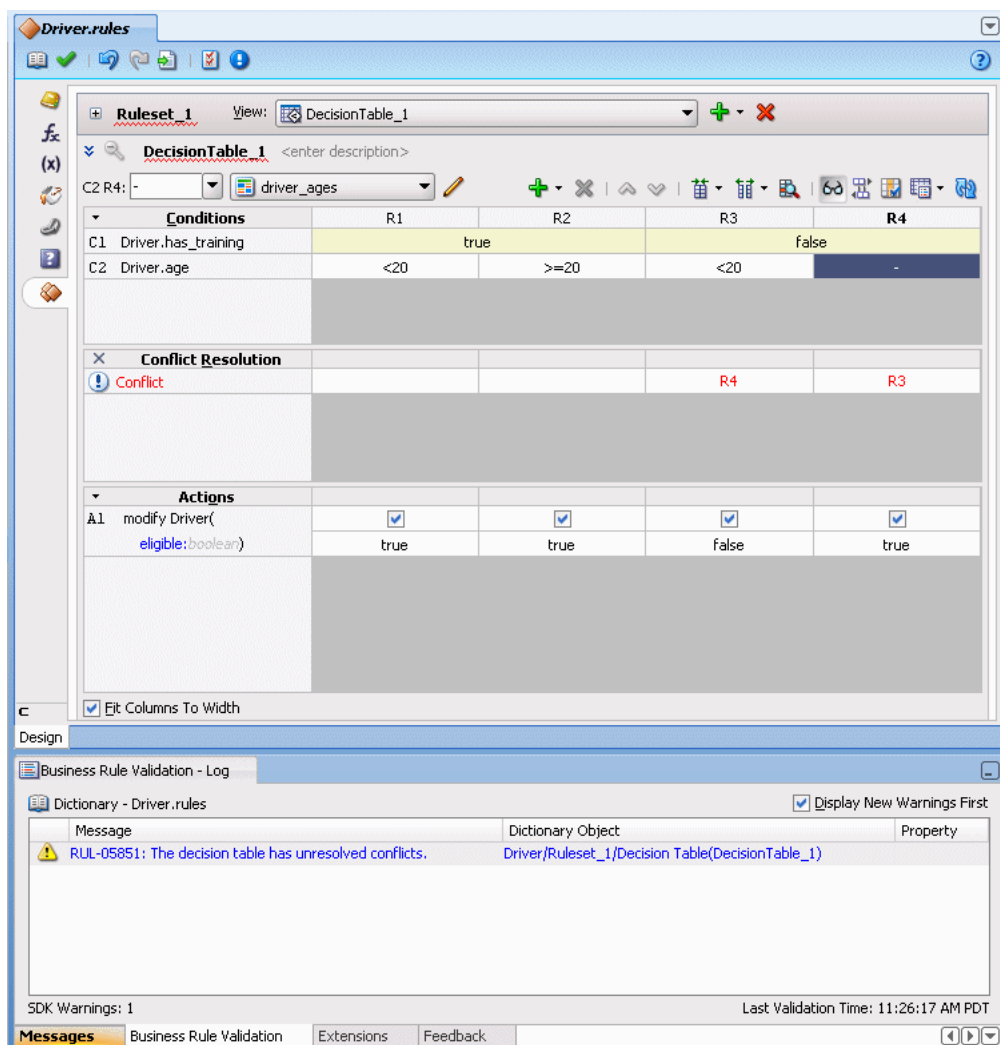 Driver.rules
Ruleset_1 View: DecisionTable_1
fx
DecisionTable_1 <enter description>
(x)
C2 R4: - driver_ages
Conditions R1 R2 R3 R4
C1 Driver.has_training true false
C2 Driver.age <20 >=20 <20 -
Conflict Resolution
Conflict R4 R3
Actions
A1 modify Driver(
eligible:boolean) true true false true
Fit Columns To Width
Design
Business Rule Validation - Log
Dictionary - Driver.rules Display New Warnings First
Message Dictionary Object Property
RUL-05851: The decision table has unresolved conflicts. Driver/Ruleset_1/Decision Table(DecisionTable_1)
SDK Warnings: 1 Last Validation Time: 11:26:17 AM PDT
Messages Business Rule Validation Extensions Feedback